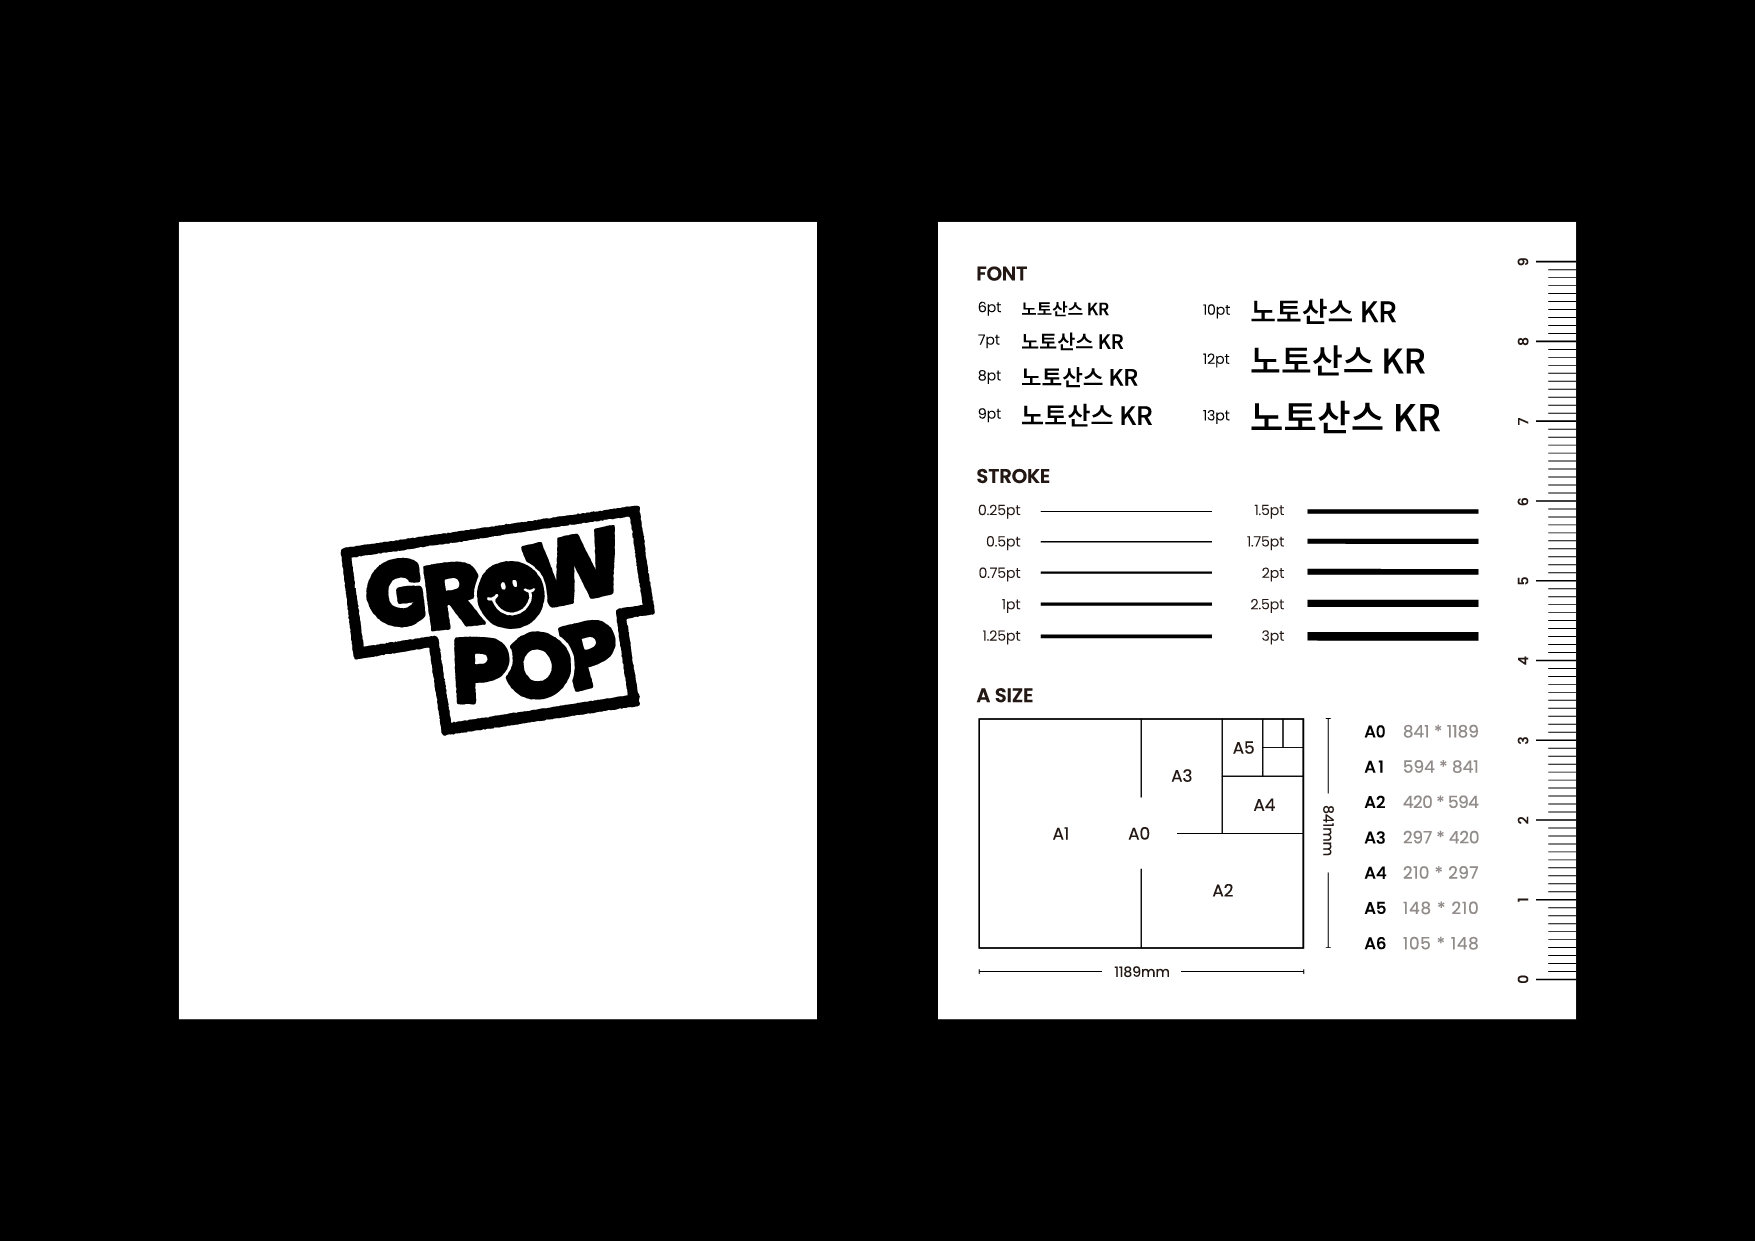 GROW
POP
FONT
6pt 노토산스 KR
7pt 노토산스 KR
8pt 노토산스 KR
9pt 노토산스 KR
10pt 노토산스 KR
12pt 노토산스 KR
13pt 노토산스 KR
STROKE
0.25pt
0.5pt
0.75pt
1pt
1.25pt
1.5pt
1.75pt
2pt
2.5pt
3pt
A SIZE
A1
A0
A3
A5
A4
A2
841mm
1189mm
A0 841 * 1189
A1 594 * 841
A2 420 * 594
A3 297 * 420
A4 210 * 297
A5 148 * 210
A6 105 * 148
9
8
7
6
5
4
3
2
1
0